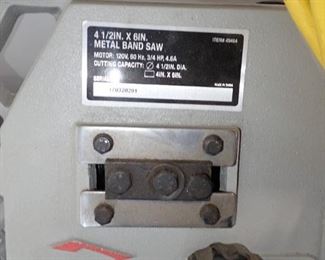 4 1/2IN. X 6IN.
METAL BAND SAW
ITEM# 49464
MOTOR: 120V, 60 Hz, 3/4 HP, 4.6A
CUTTING CAPACITY: 4 1/2IN. DIA.
4IN. X 6IN.
MADE IN CHINA